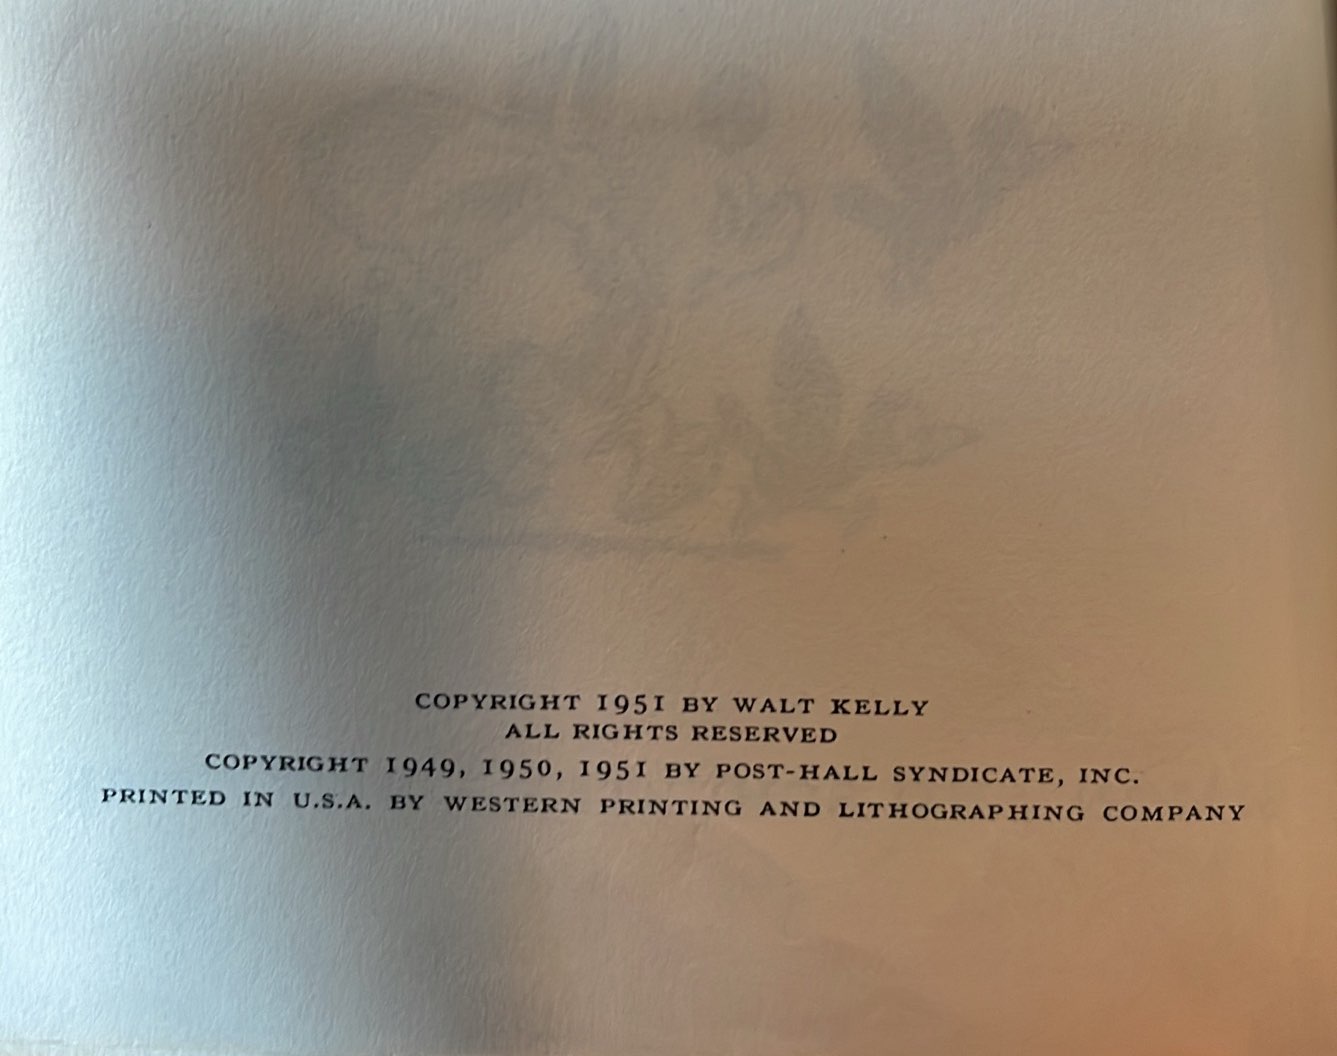 COPYRIGHT 1951 BY WALT KELLY
ALL RIGHTS RESERVED
COPYRIGHT 1949, 1950, 1951 BY POST-HALL SYNDICATE, INC.
PRINTED IN U.S.A. BY WESTERN PRINTING AND LITHOGRAPHING COMPANY